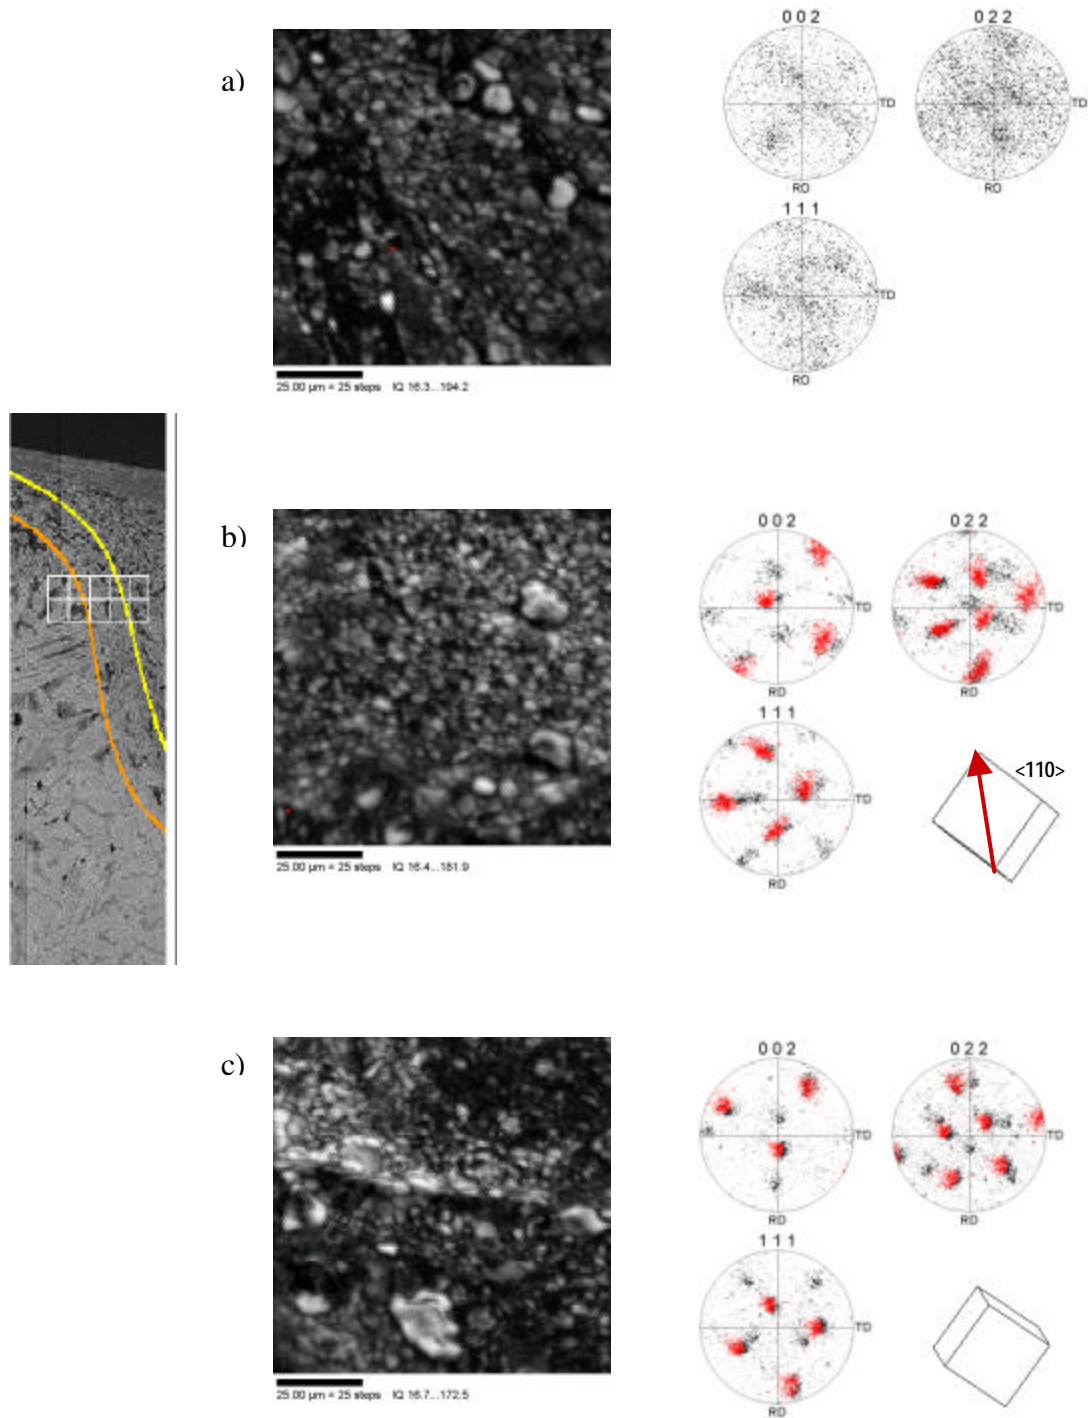 a)
0 0 2
0 2 2
TD
TD
RD
RD
1 1 1
TD
RD
25.00 µm = 25 steps IQ 16.3...194.2
b)
0 0 2
0 2 2
TD
TD
RD
RD
1 1 1
TD
RD
<110>
25.00 µm = 25 steps IQ 16.4...181.9
c)
0 0 2
0 2 2
TD
TD
RD
RD
1 1 1
TD
RD
25.00 µm = 25 steps IQ 16.7...172.5